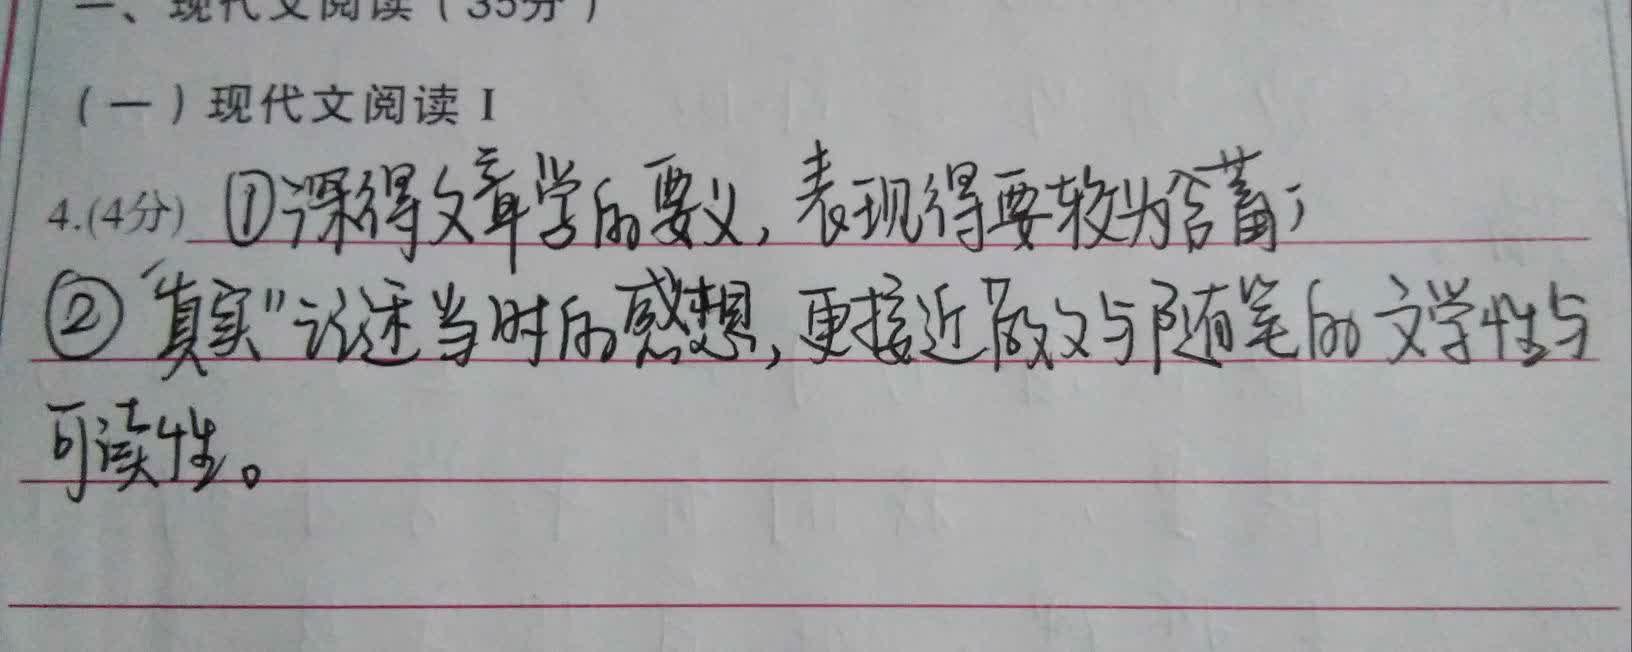 一、现代文阅读（35分）
（一）现代文阅读 I
4.(4分) ①深得文章学的要义，表现得要较为含蓄；
②“真实”记述当时的感想，更接近散文与随笔的文学性与
可读性。